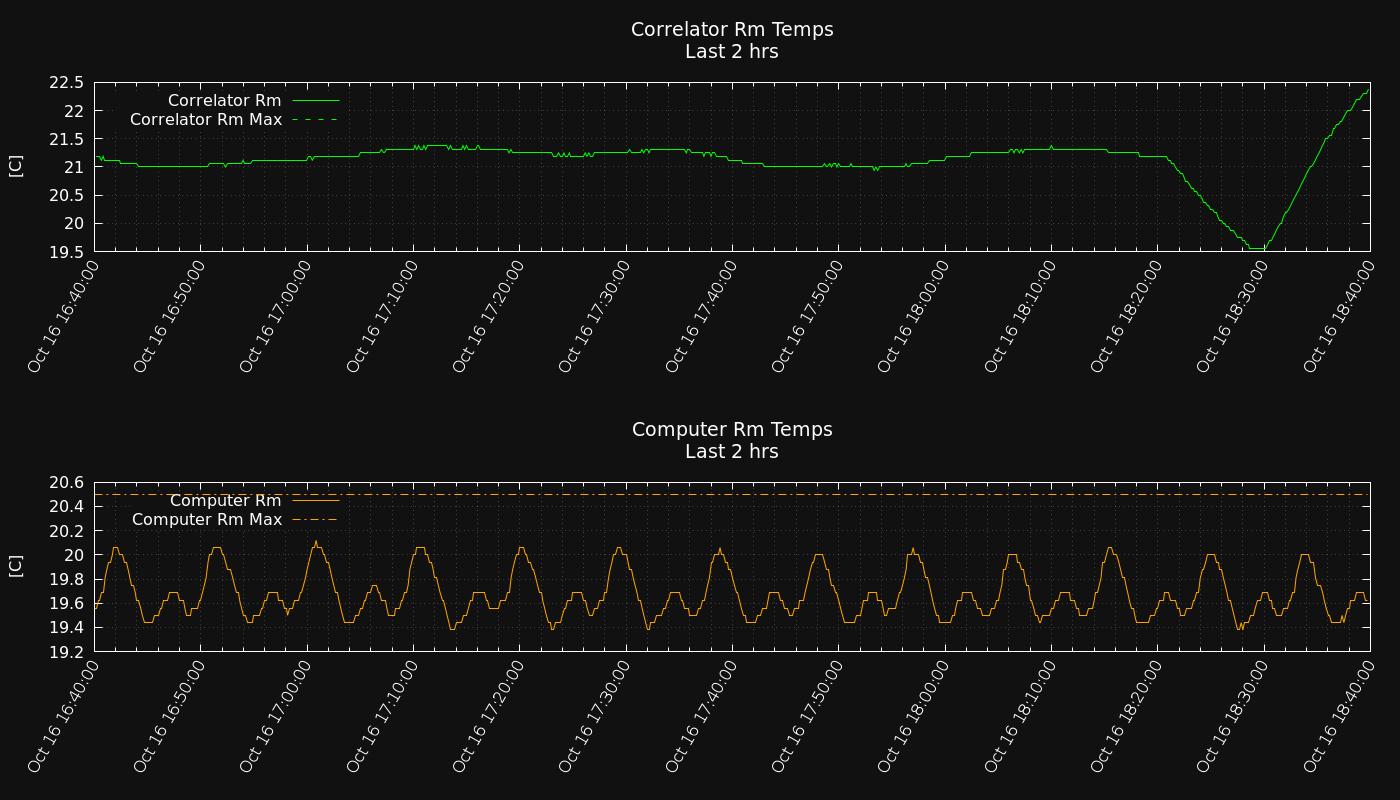 Correlator Rm Temps
Last 2 hrs
22.5
22
21.5
21
20.5
20
19.5
[C]
Correlator Rm
Correlator Rm Max
Oct 16 16:40:00
Oct 16 16:50:00
Oct 16 17:00:00
Oct 16 17:10:00
Oct 16 17:20:00
Oct 16 17:30:00
Oct 16 17:40:00
Oct 16 17:50:00
Oct 16 18:00:00
Oct 16 18:10:00
Oct 16 18:20:00
Oct 16 18:30:00
Oct 16 18:40:00
Computer Rm Temps
Last 2 hrs
20.6
20.4
20.2
20
19.8
19.6
19.4
19.2
[C]
Computer Rm
Computer Rm Max
Oct 16 16:40:00
Oct 16 16:50:00
Oct 16 17:00:00
Oct 16 17:10:00
Oct 16 17:20:00
Oct 16 17:30:00
Oct 16 17:40:00
Oct 16 17:50:00
Oct 16 18:00:00
Oct 16 18:10:00
Oct 16 18:20:00
Oct 16 18:30:00
Oct 16 18:40:00